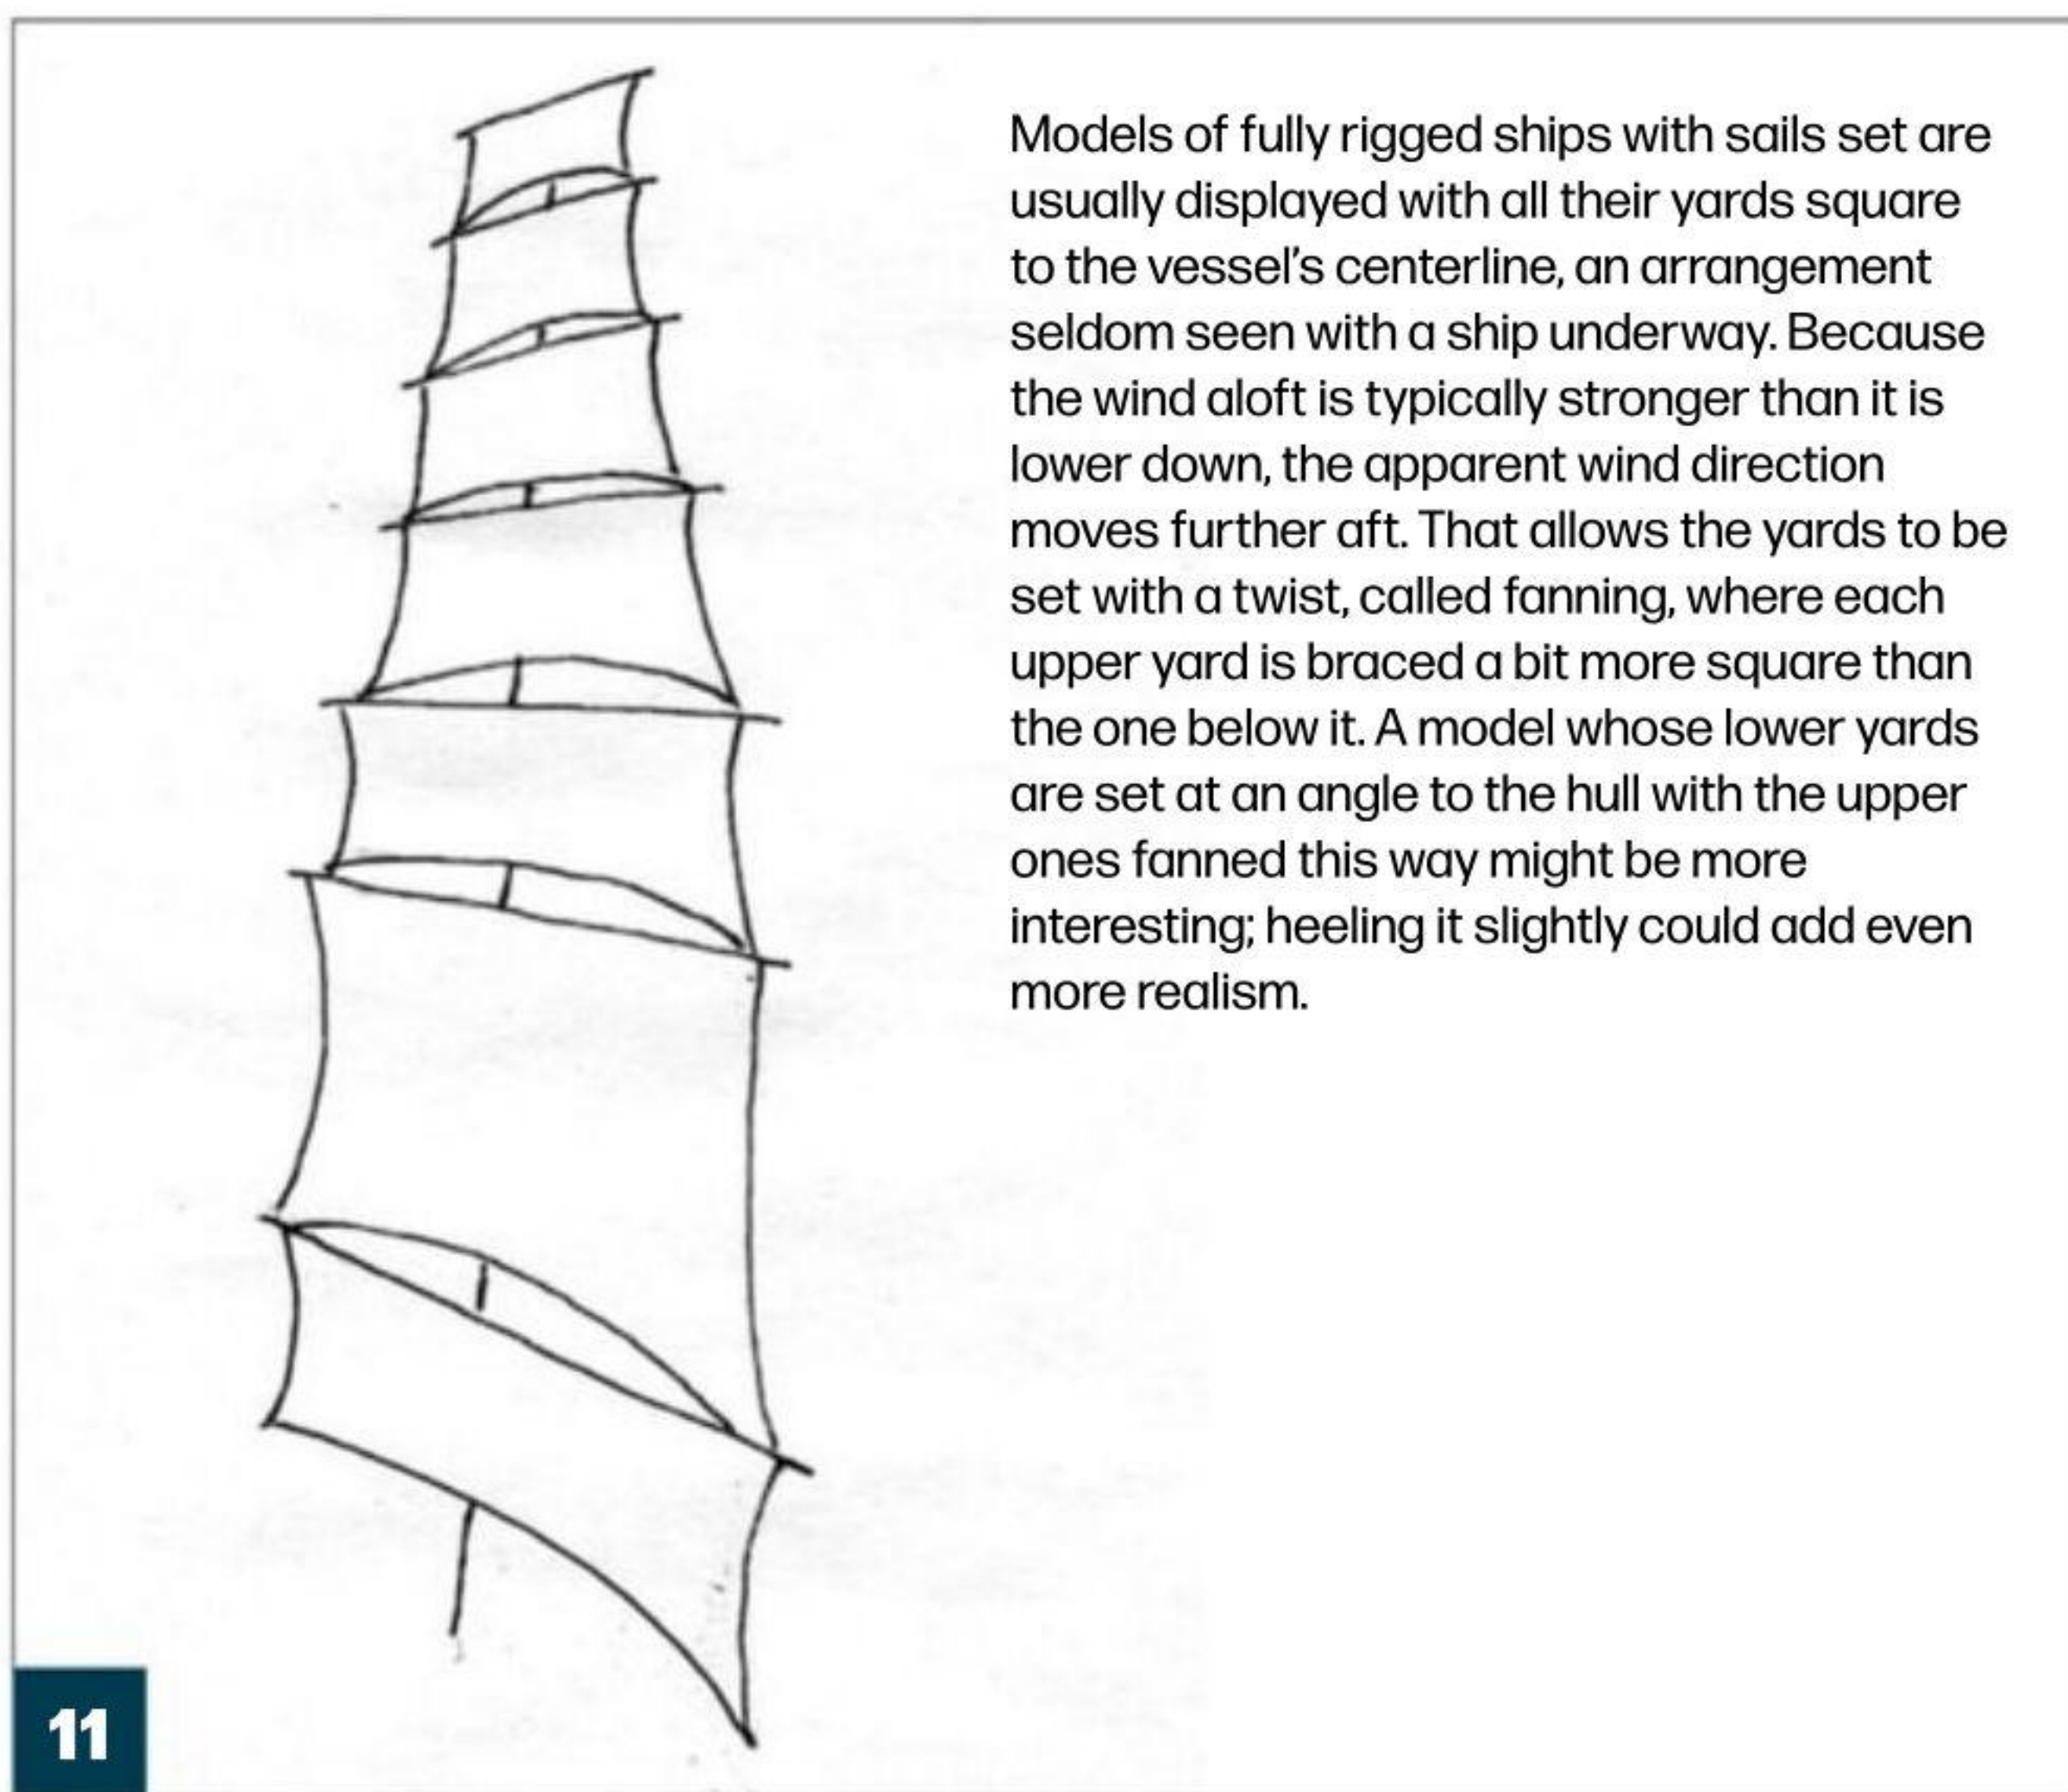 Models of fully rigged ships with sails set are
usually displayed with all their yards square
to the vessel's centerline, an arrangement
seldom seen with a ship underway. Because
the wind aloft is typically stronger than it is
lower down, the apparent wind direction
moves further aft. That allows the yards to be
set with a twist, called fanning, where each
upper yard is braced a bit more square than
the one below it. A model whose lower yards
are set at an angle to the hull with the upper
ones fanned this way might be more
interesting; heeling it slightly could add even
more realism.
11